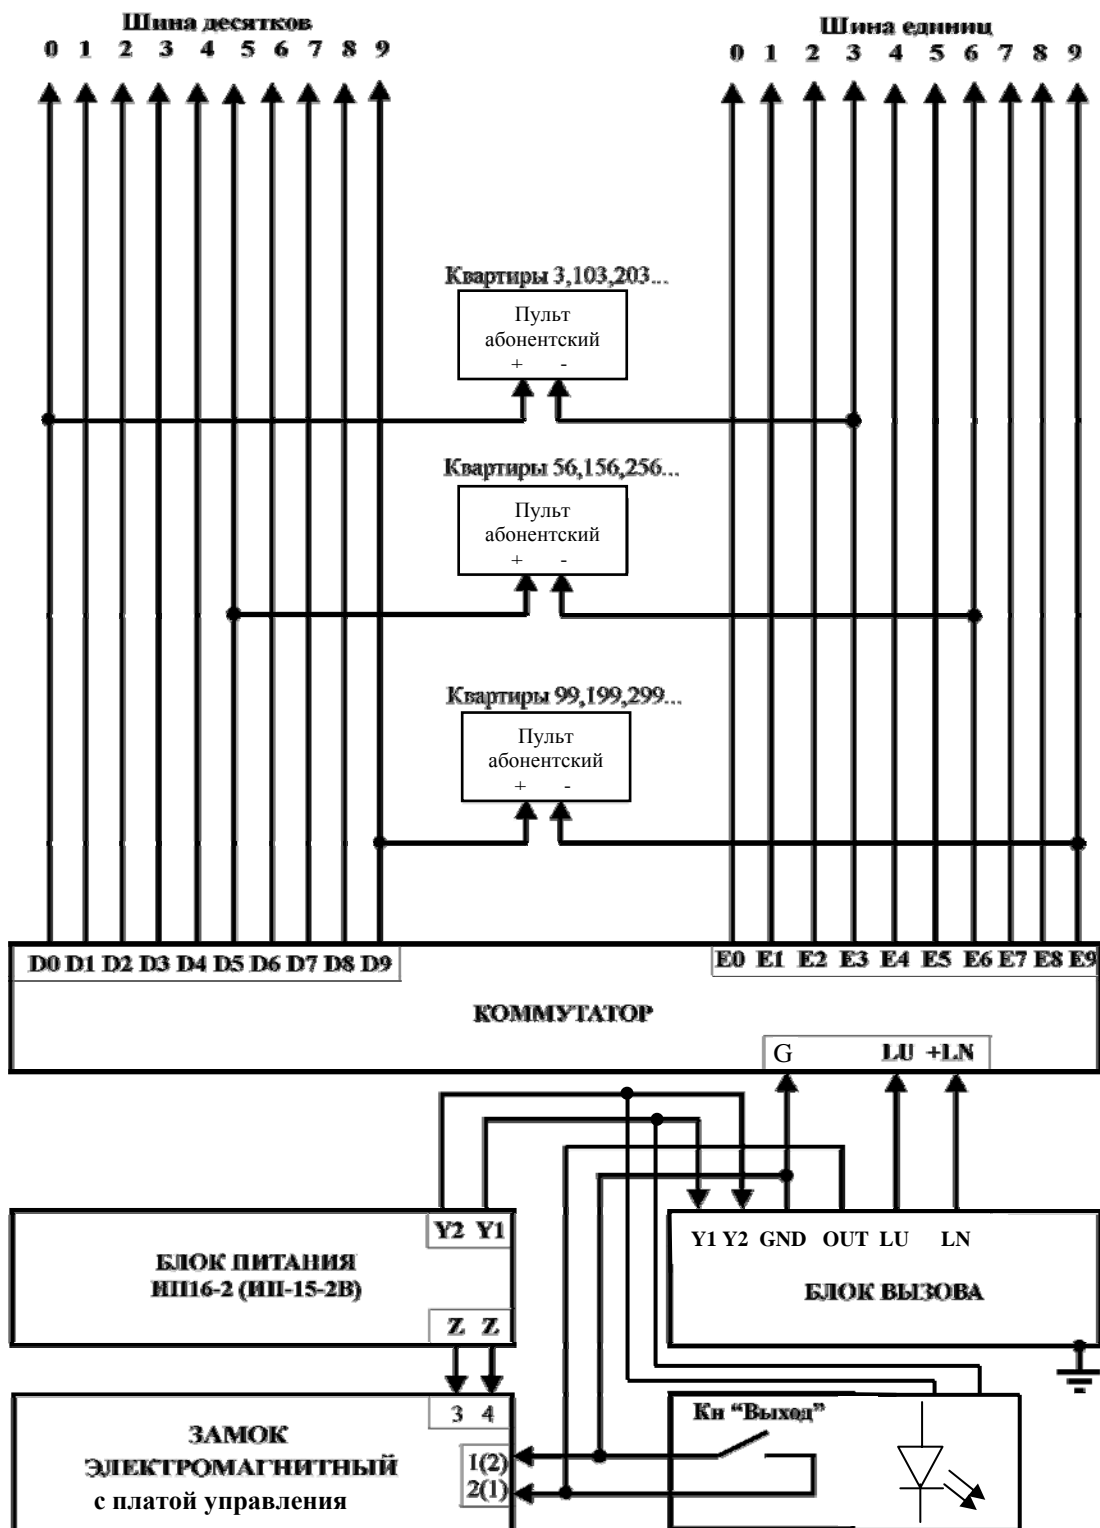 Шина десятков
0 1 2 3 4 5 6 7 8 9
Шина единиц
0 1 2 3 4 5 6 7 8 9
Квартиры 3,103,203...
Пульт
абонентский
+ -
Квартиры 56,156,256...
Пульт
абонентский
+ -
Квартиры 99,199,299...
Пульт
абонентский
+ -
D0 D1 D2 D3 D4 D5 D6 D7 D8 D9
E0 E1 E2 E3 E4 E5 E6 E7 E8 E9
КОММУТАТОР
G LU +LN
Y2 Y1
БЛОК ПИТАНИЯ
ИП16-2 (ИП-15-2В)
Z Z
Y1 Y2 GND OUT LU LN
БЛОК ВЫЗОВА
3 4
ЗАМОК
ЭЛЕКТРОМАГНИТНЫЙ
с платой управления
1(2)
2(1)
Кн “Выход”